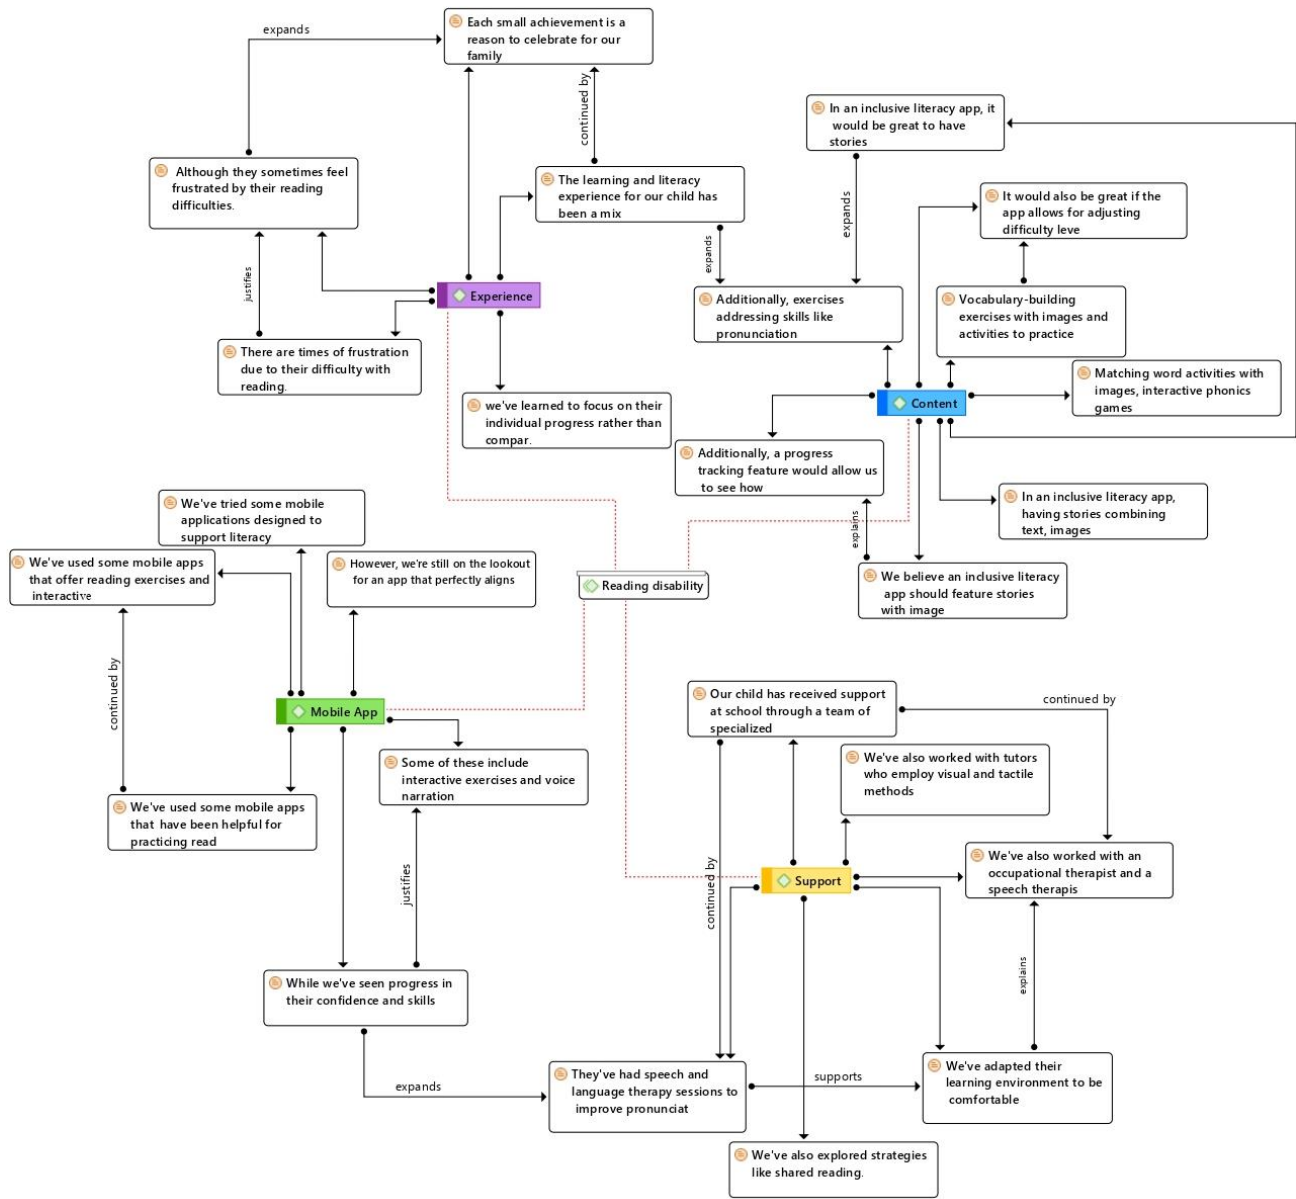 expands
Each small achievement is a
reason to celebrate for our
family
continued by
In an inclusive literacy app, it
would be great to have
stories
Although they sometimes feel
frustrated by their reading
difficulties.
The learning and literacy
experience for our child has
been a mix
expands
It would also be great if the
app allows for adjusting
difficulty leve
justifies
expands
Experience
Additionally, exercises
addressing skills like
pronunciation
Vocabulary-building
exercises with images and
activities to practice
There are times of frustration
due to their difficulty with
reading.
Matching word activities with
images, interactive phonics
games
we've learned to focus on their
individual progress rather than
compar.
Content
Additionally, a progress
tracking feature would allow us
to see how
We've tried some mobile
applications designed to
support literacy
In an inclusive literacy app,
having stories combining
text, images
explains
We've used some mobile apps
that offer reading exercises and
interactive
However, we're still on the lookout
for an app that perfectly aligns
Reading disability
We believe an inclusive literacy
app should feature stories
with image
continued by
Mobile App
Our child has received support
at school through a team of
specialized
continued by
Some of these include
interactive exercises and voice
narration
We've also worked with tutors
who employ visual and tactile
methods
We've used some mobile apps
that have been helpful for
practicing read
justifies
continued by
Support
We've also worked with an
occupational therapist and a
speech therapis
explains
While we've seen progress in
their confidence and skills
expands
They've had speech and
language therapy sessions to
improve pronunciat
supports
We've adapted their
learning environment to be
comfortable
We've also explored strategies
like shared reading.